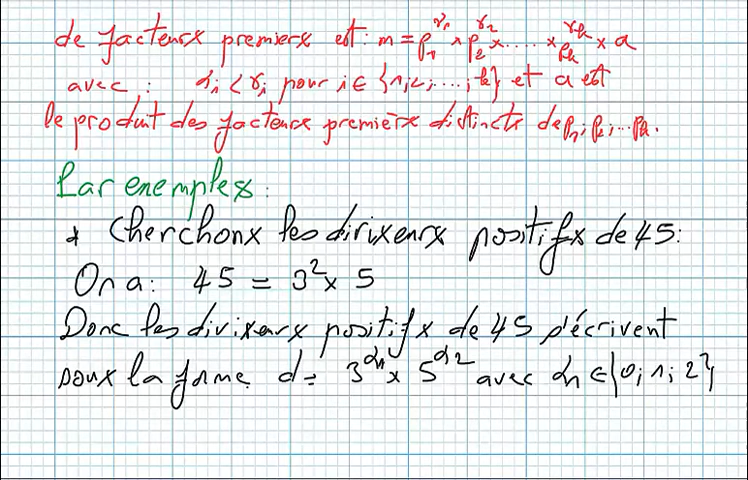 de facteurs premiers est: m = p₁^γ₁ × p₂^γ₂ × .... × pₖ^γₖ × a
avec: α₁ < γᵢ pour i ∈ {1; 2; ...; k} et a est
le produit des facteurs premiers distincts de p₁; p₂; ... pₖ.
Par exemples:
* Cherchons les diviseurs positifs de 45:
On a: 45 = 3² × 5
Donc les diviseurs positifs de 45 s'écrivent
sous la forme d = 3^α₁ × 5^α₂ avec α₁ ∈ {0; 1; 2}